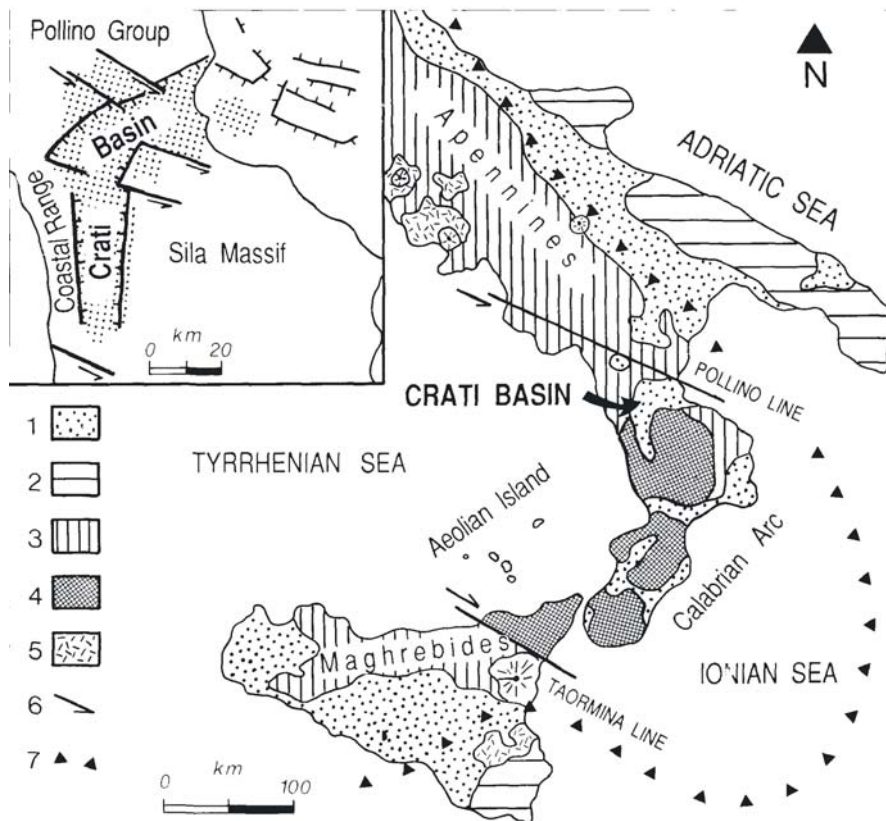 Pollino Group
Basin
Coastal Range
Crati
Sila Massif
km
0 20
N
Apennines
ADRIATIC SEA
POLLINO LINE
CRATI BASIN
TYRRHENIAN SEA
Aeolian Island
Calabrian Arc
Maghrebides
TAORMINA LINE
IONIAN SEA
1
2
3
4
5
6
7
km
0 100